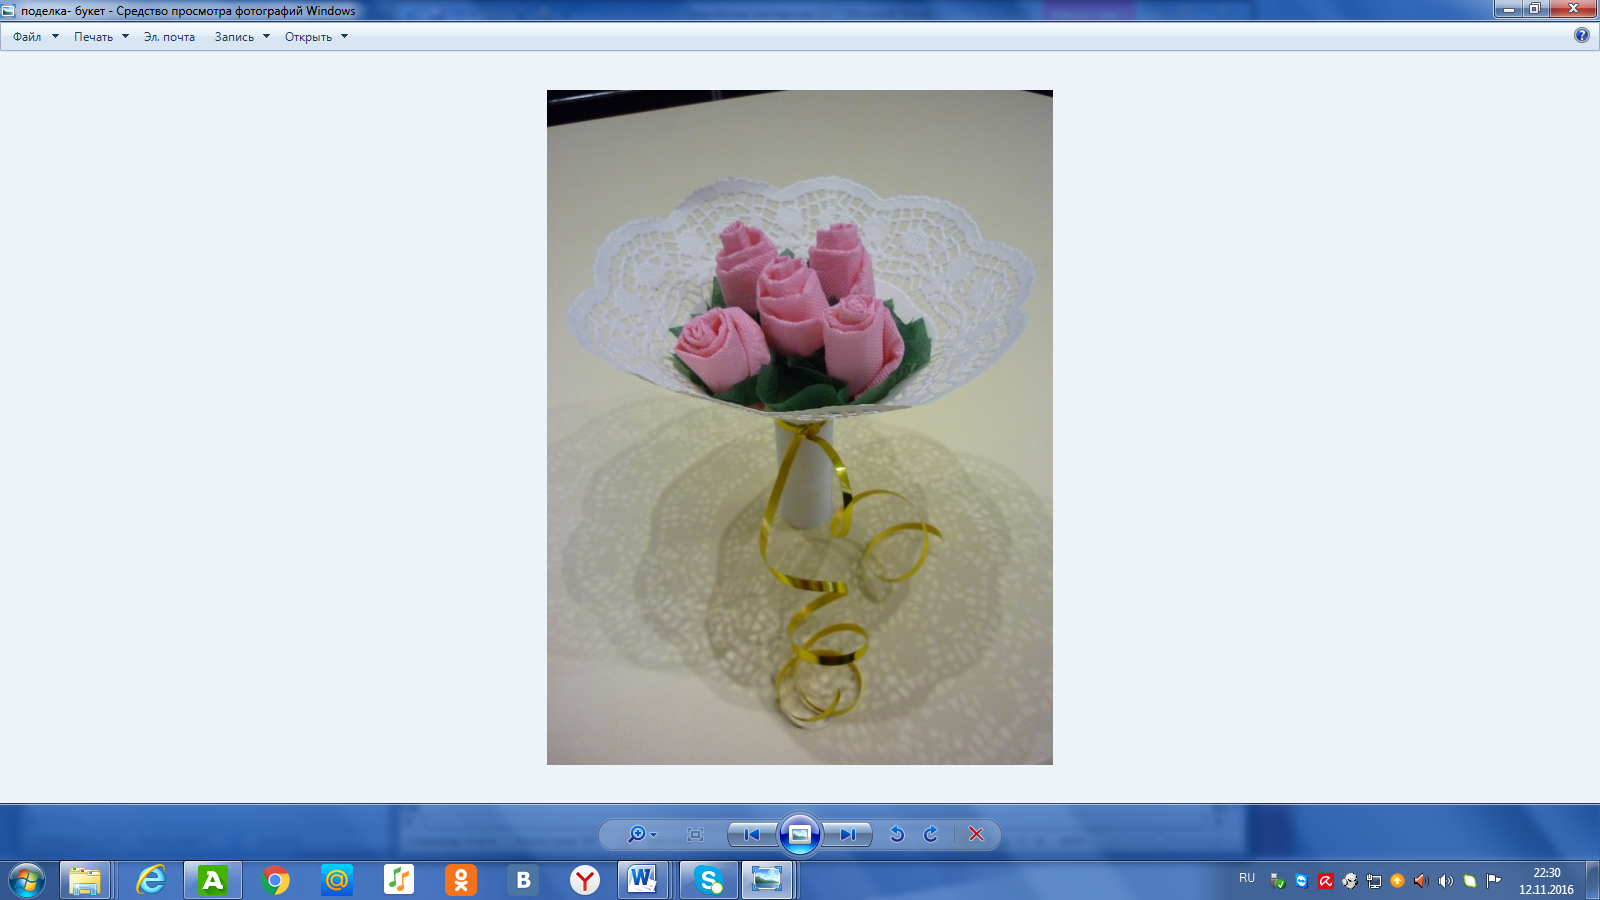 поделка- букет - Средство просмотра фотографий Windows
Файл Печать Эл. почта Запись Открыть
RU
22:30
12.11.2016